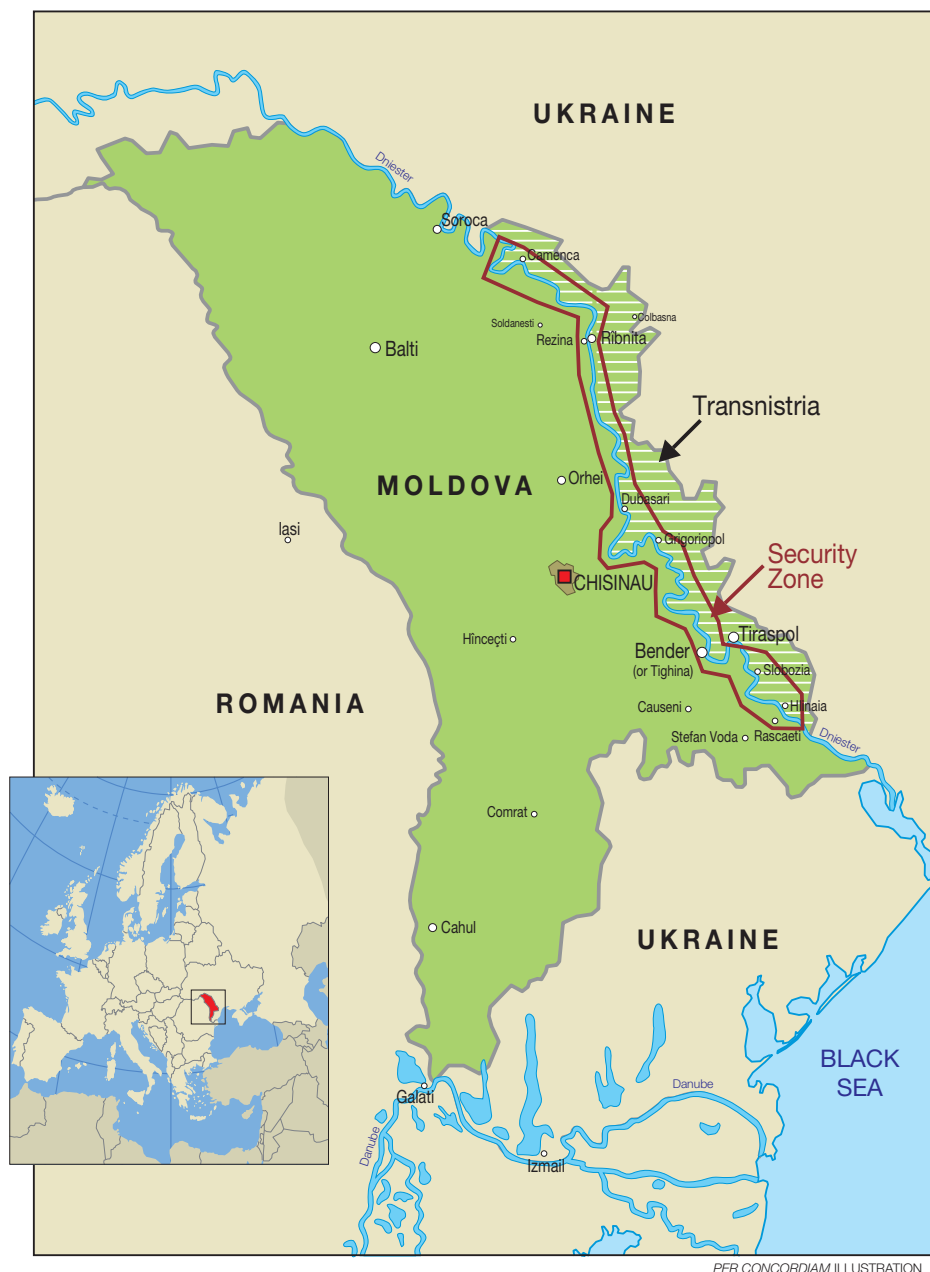 UKRAINE
Dniester
Soroca
Camenca
Soldanesti
Colbasna
Rezina
Rîbnita
Balti
Transnistria
MOLDOVA
Orhei
Dubasari
Iasi
Grigoriopol
Security
Zone
CHISINAU
Hînceçti
Tiraspol
Bender
(or Tighina)
Slobozia
ROMANIA
Causeni
Hlinaia
Stefan Voda
Rascaeti
Dniester
Comrat
Cahul
UKRAINE
BLACK
SEA
Galati
Danube
Danube
Izmail
PER CONCORDIAM ILLUSTRATION